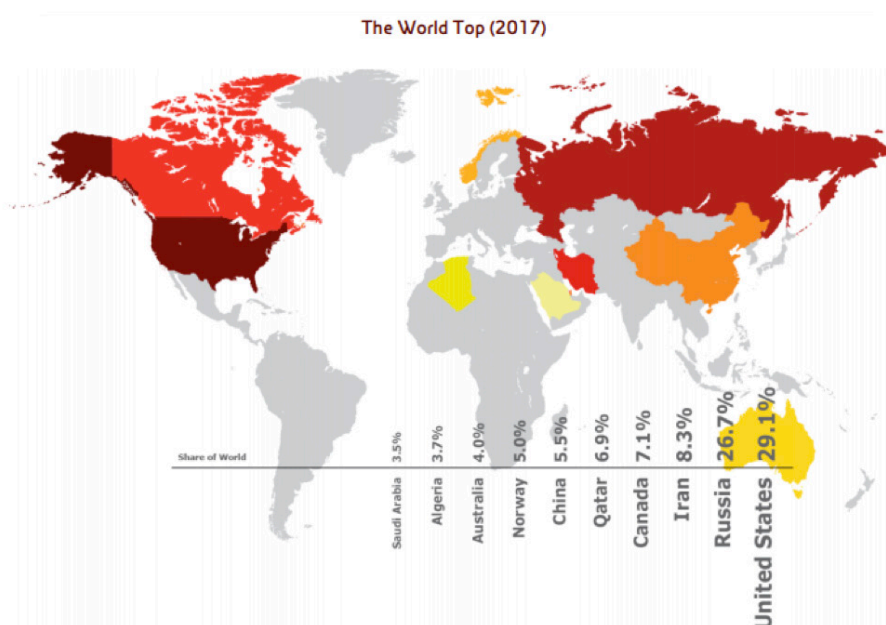 The World Top (2017)
Share of World
3.5%
3.7%
4.0%
5.0%
5.5%
6.9%
7.1%
8.3%
26.7%
29.1%
Saudi Arabia
Algeria
Australia
Norway
China
Qatar
Canada
Iran
Russia
United States